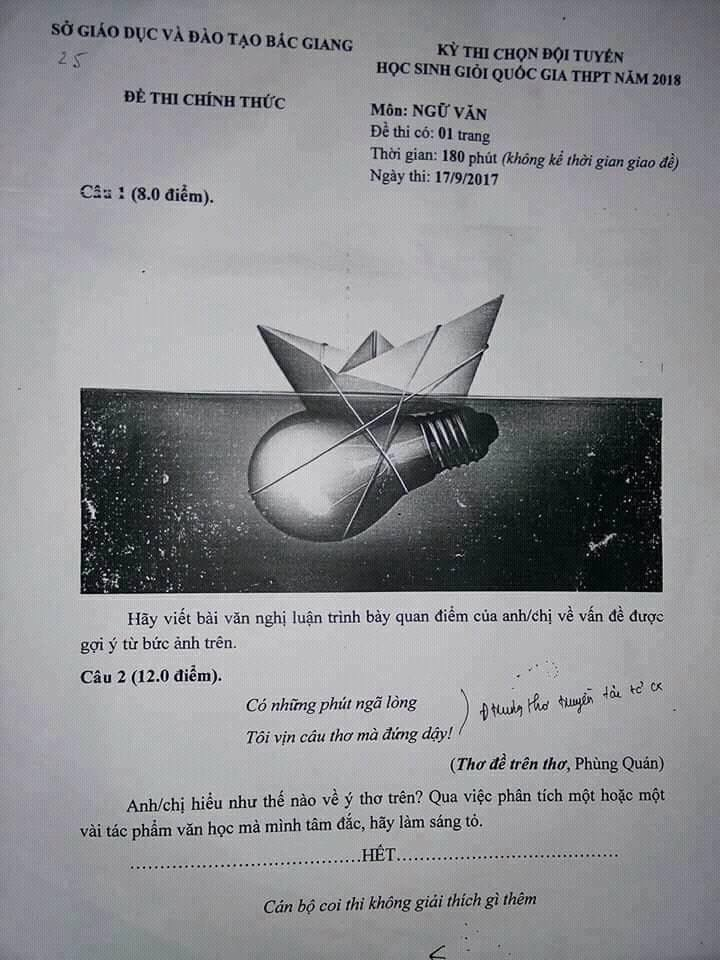 SỞ GIÁO DỤC VÀ ĐÀO TẠO BẮC GIANG
25
ĐỀ THI CHÍNH THỨC
KỲ THI CHỌN ĐỘI TUYỂN
HỌC SINH GIỎI QUỐC GIA THPT NĂM 2018
Môn: NGỮ VĂN
Đề thi có: 01 trang
Thời gian: 180 phút (không kể thời gian giao đề)
Ngày thi: 17/9/2017
Câu 1 (8.0 điểm).
Hãy viết bài văn nghị luận trình bày quan điểm của anh/chị về vấn đề được
gợi ý từ bức ảnh trên.
Câu 2 (12.0 điểm).
Có những phút ngã lòng
Tôi vịn câu thơ mà đứng dậy!
thơ truyền tải
(Thơ đề trên thơ, Phùng Quán)
Anh/chị hiểu như thế nào về ý thơ trên? Qua việc phân tích một hoặc một
vài tác phẩm văn học mà mình tâm đắc, hãy làm sáng tỏ.
……………………………HẾT……………………………
Cán bộ coi thi không giải thích gì thêm